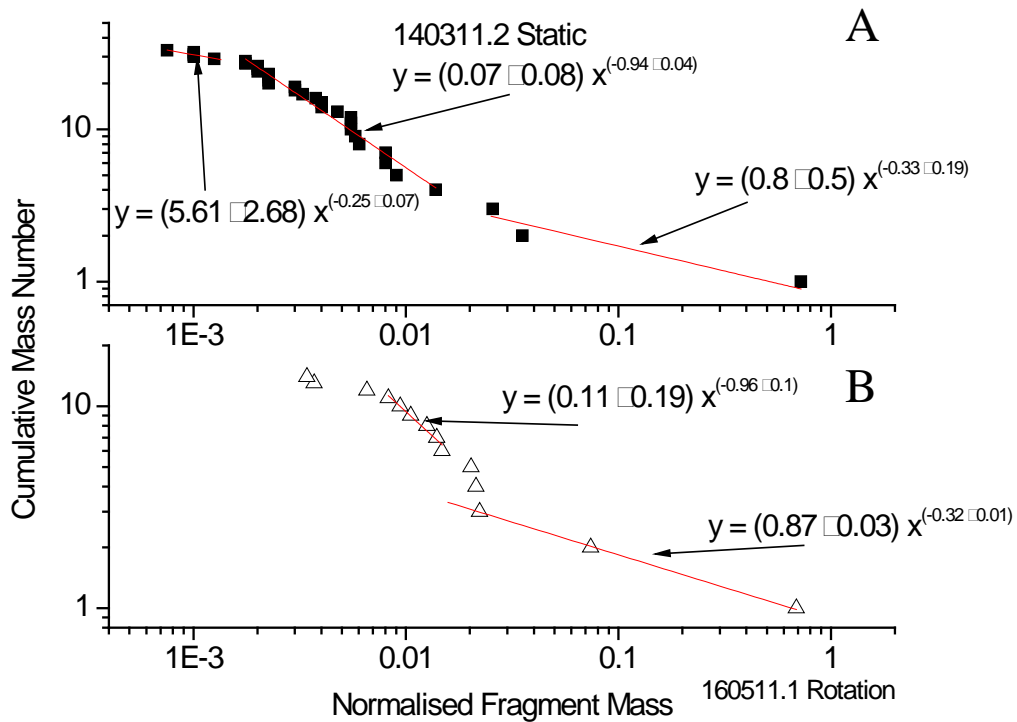 A
140311.2 Static
y = (0.07 □0.08) x^(-0.94 □0.04)
y = (0.8 □0.5) x^(-0.33 □0.19)
y = (5.61 □2.68) x^(-0.25 □0.07)
10
1
1E-3 0.01 0.1 1
B
y = (0.11 □0.19) x^(-0.96 □0.1)
y = (0.87 □0.03) x^(-0.32 □0.01)
10
1
1E-3 0.01 0.1 1
Cumulative Mass Number
Normalised Fragment Mass
160511.1 Rotation